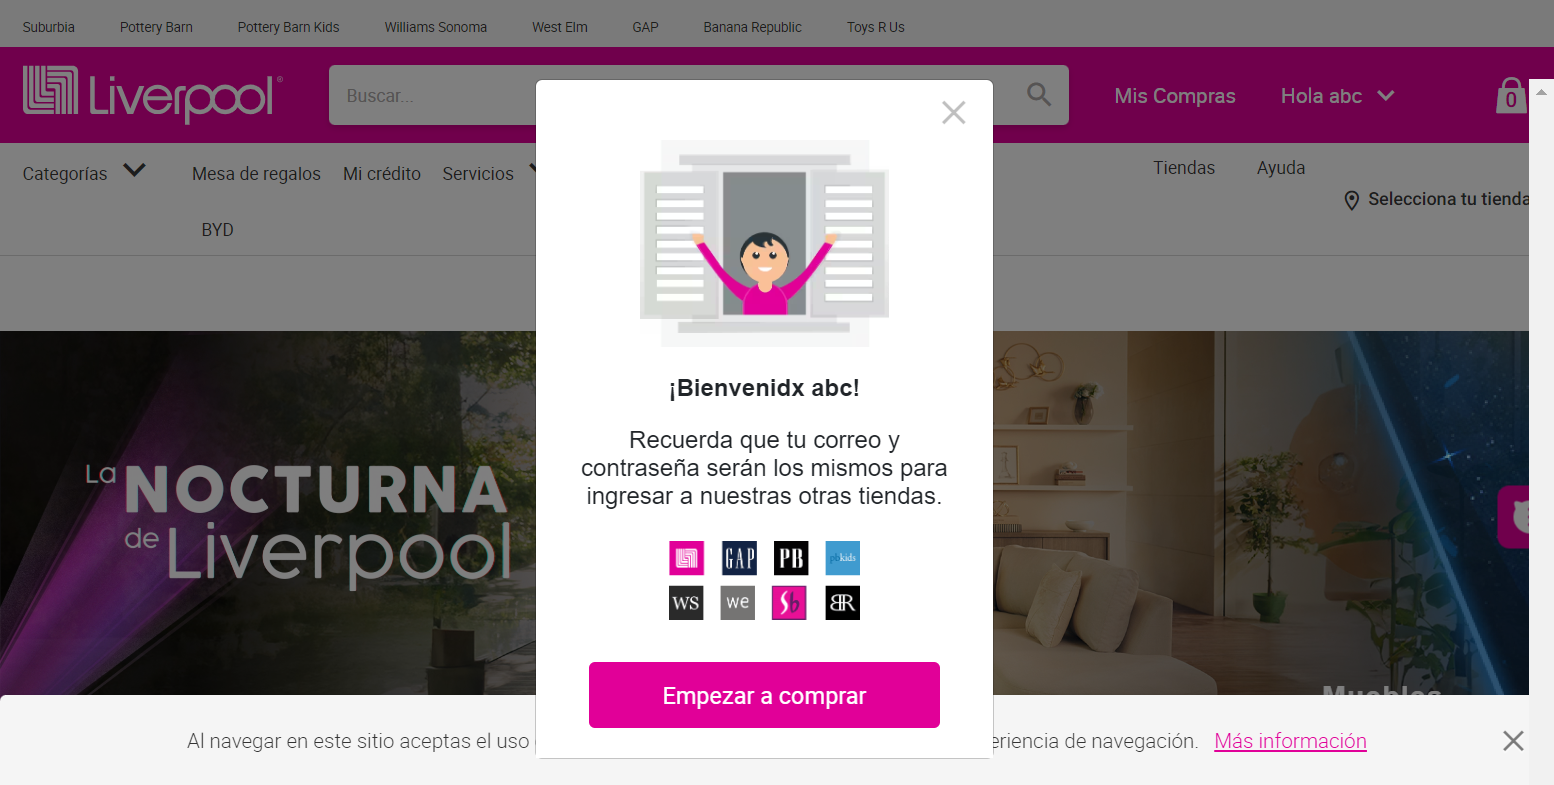 Suburbia Pottery Barn Pottery Barn Kids Williams Sonoma West Elm GAP Banana Republic Toys R Us
Liverpool®
Buscar...
Mis Compras
Hola abc
0
Categorías
Mesa de regalos
Mi crédito
Servicios
Tiendas
Ayuda
Selecciona tu tienda
BYD
¡Bienvenidx abc!
Recuerda que tu correo y
contraseña serán los mismos para
ingresar a nuestras otras tiendas.
GAP PB pbkids
WS we Sb BR
Empezar a comprar
La NOCTURNA
de Liverpool
Muebles
Al navegar en este sitio aceptas el uso
eriencia de navegación. Más información